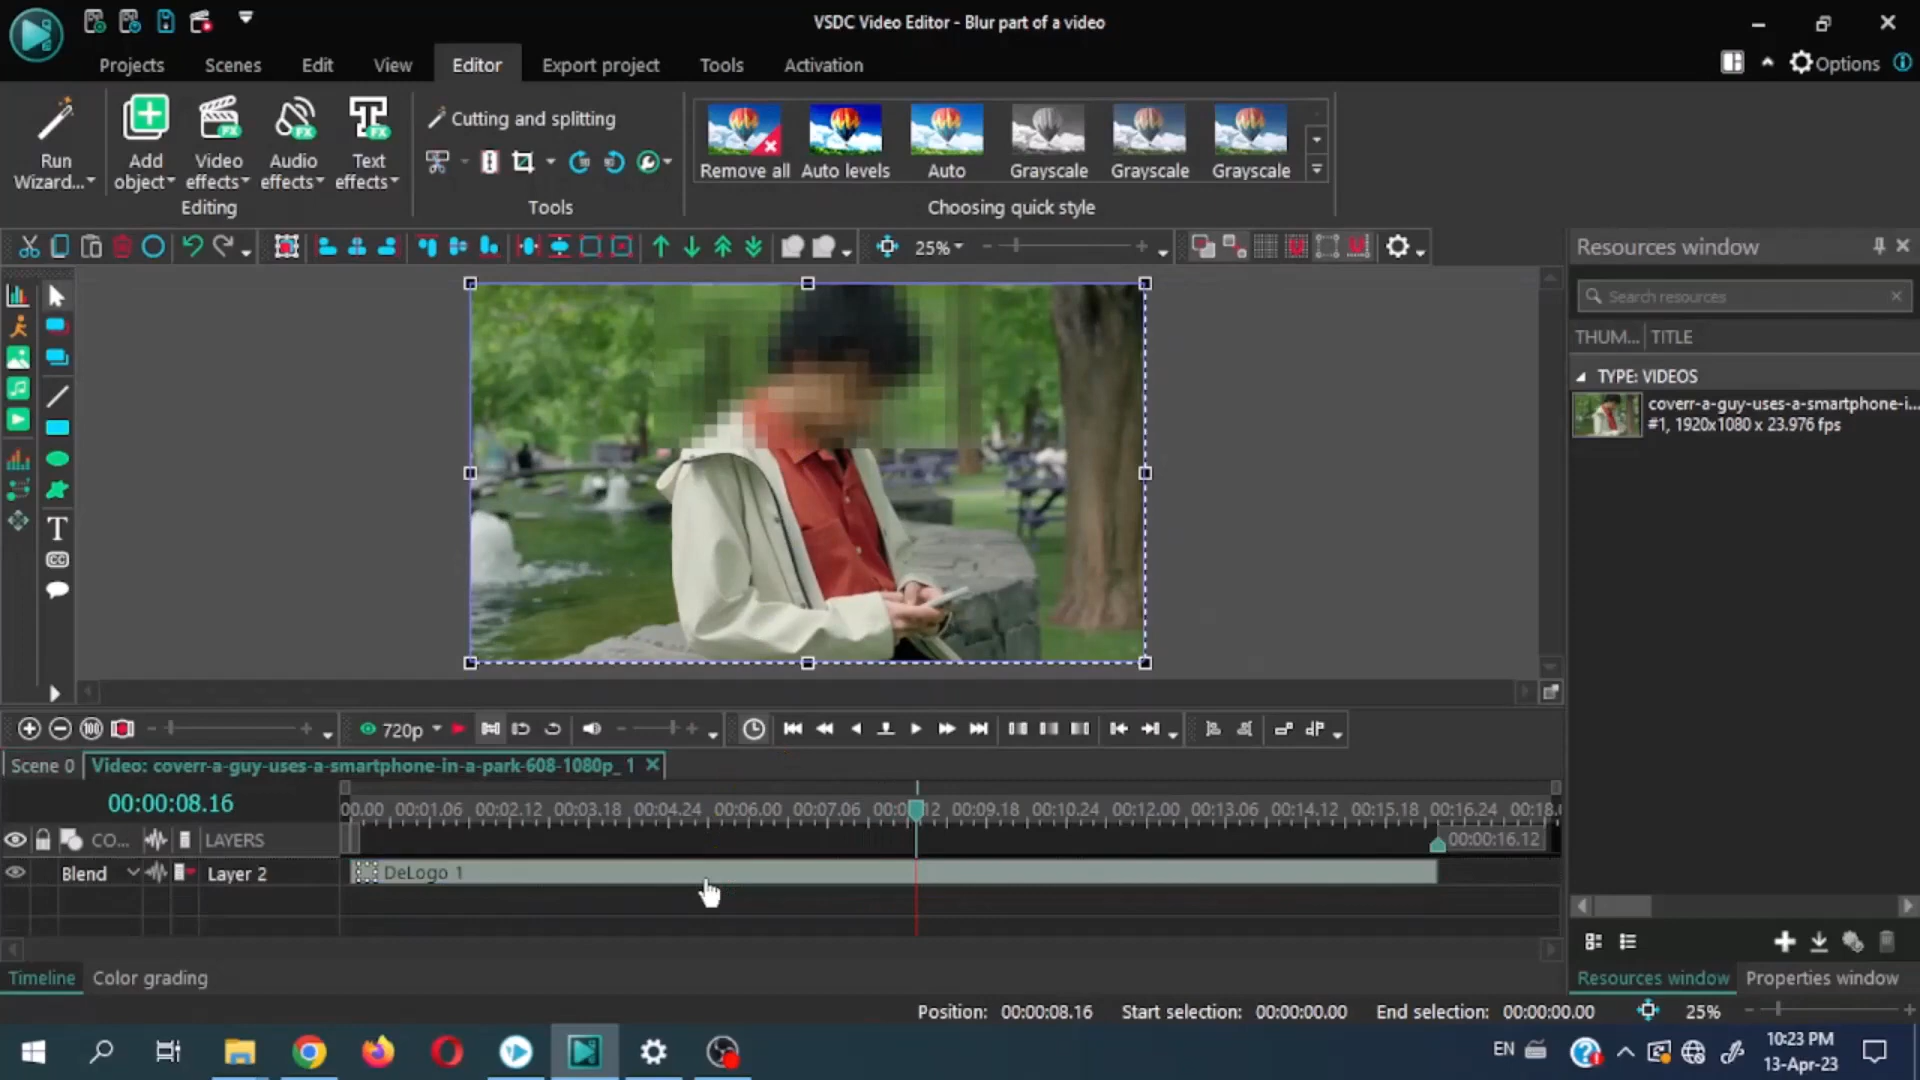 VSDC Video Editor - Blur part of a video
Projects
Scenes
Edit
View
Editor
Export project
Tools
Activation
Options
Run
Wizard...
Add
object
Video
effects
Audio
effects
Text
effects
Editing
Cutting and splitting
Tools
Remove all
Auto levels
Auto
Grayscale
Grayscale
Grayscale
Choosing quick style
25%
Resources window
Search resources
THUM...
TITLE
TYPE: VIDEOS
coverr-a-guy-uses-a-smartphone-i...
#1, 1920x1080 x 23.976 fps
T
CC
100
720p
Scene 0
Video: coverr-a-guy-uses-a-smartphone-in-a-park-608-1080p_ 1
00:00:08.16
00:01.06
00:02.12
00:03.18
00:04.24
00:06.00
00:07.06
00:09.18
00:10.24
00:12.00
00:13.06
00:14.12
00:15.18
00:16.24
CO...
LAYERS
00:00:16.12
Blend
Layer 2
DeLogo 1
Timeline
Color grading
Resources window
Properties window
Position: 00:00:08.16
Start selection: 00:00:00.00
End selection: 00:00:00.00
25%
EN
10:23 PM
13-Apr-23